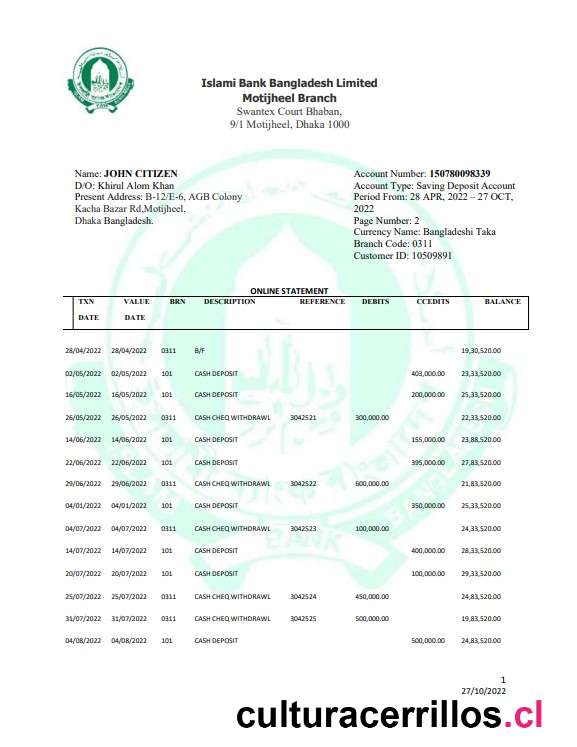 Islami Bank Bangladesh Limited
Motijheel Branch
Swantex Court Bhaban,
9/1 Motijheel, Dhaka 1000
Name: JOHN CITIZEN
D/O: Khirul Alom Khan
Present Address: B-12/E-6, AGB Colony
Kacha Bazar Rd,Motijheel,
Dhaka Bangladesh.
Account Number: 150780098339
Account Type: Saving Deposit Account
Period From: 28 APR, 2022 – 27 OCT,
2022
Page Number: 2
Currency Name: Bangladeshi Taka
Branch Code: 0311
Customer ID: 10509891
ONLINE STATEMENT
TXN DATE VALUE DATE BRN DESCRIPTION REFERENCE DEBITS CCEDITS BALANCE
28/04/2022 28/04/2022 0311 B/F 19,30,520.00
02/05/2022 02/05/2022 101 CASH DEPOSIT 403,000.00 23,33,520.00
16/05/2022 16/05/2022 101 CASH DEPOSIT 200,000.00 25,33,520.00
26/05/2022 26/05/2022 0311 CASH CHEQ WITHDRAWL 3042521 300,000.00 22,33,520.00
14/06/2022 14/06/2022 101 CASH DEPOSIT 155,000.00 23,88,520.00
22/06/2022 22/06/2022 101 CASH DEPOSIT 395,000.00 27,83,520.00
29/06/2022 29/06/2022 0311 CASH CHEQ WITHDRAWL 3042522 600,000.00 21,83,520.00
04/01/2022 04/01/2022 101 CASH DEPOSIT 350,000.00 25,33,520.00
04/07/2022 04/07/2022 0311 CASH CHEQ WITHDRAWL 3042523 100,000.00 24,33,520.00
14/07/2022 14/07/2022 101 CASH DEPOSIT 400,000.00 28,33,520.00
20/07/2022 20/07/2022 101 CASH DEPOSIT 100,000.00 29,33,520.00
25/07/2022 25/07/2022 0311 CASH CHEQ WITHDRAWL 3042524 450,000.00 24,83,520.00
31/07/2022 31/07/2022 0311 CASH CHEQ WITHDRAWL 3042525 500,000.00 19,83,520.00
04/08/2022 04/08/2022 101 CASH DEPOSIT 500,000.00 24,83,520.00
1
27/10/2022
culturacerrillos.cl